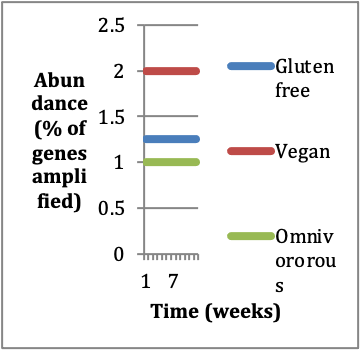 Abun
dance
(% of
genes
ampli
fied)
2.5
2
1.5
1
0.5
0
1 7
Time (weeks)
Gluten
free
Vegan
Omniv
ororou
s